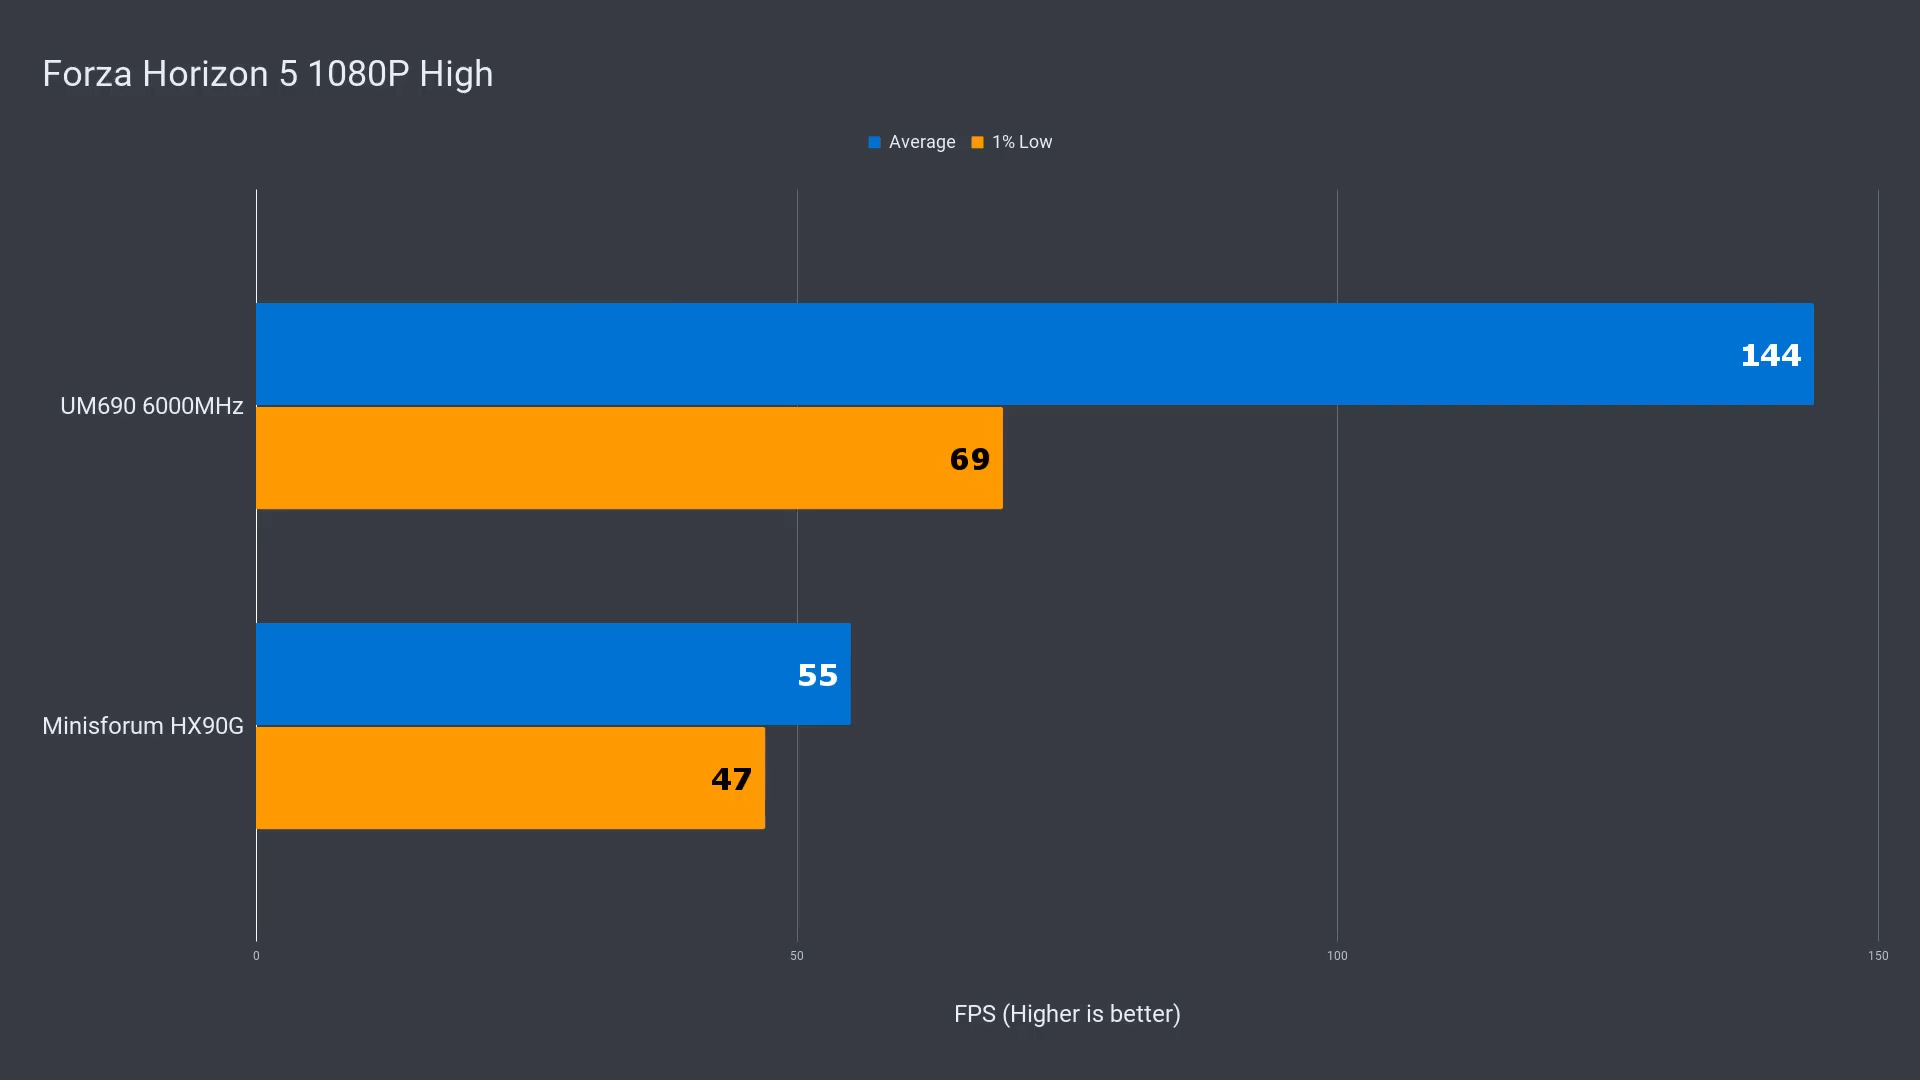 Forza Horizon 5 1080P High
Average
1% Low
UM690 6000MHz
144
69
Minisforum HX90G
55
47
0
50
100
150
FPS (Higher is better)